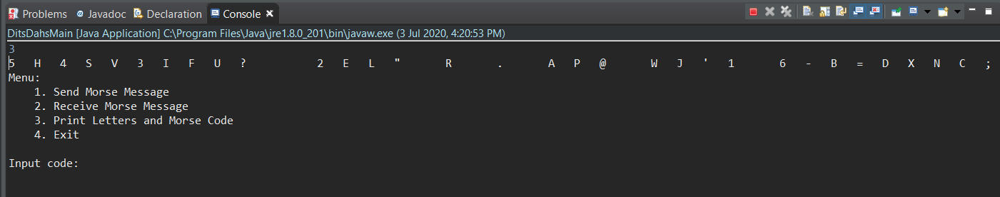 Problems @ Javadoc Declaration Console
DitsDahsMain [Java Application] C:\Program Files\Java\jre1.8.0_201\bin\javaw.exe (3 Jul 2020, 4:20:53 PM)
3
5 H 4 S V 3 I F U ? 2 E L " R . A P @ W J ' 1 6 - B = D X N C ;
Menu:
1. Send Morse Message
2. Receive Morse Message
3. Print Letters and Morse Code
4. Exit
Input code: